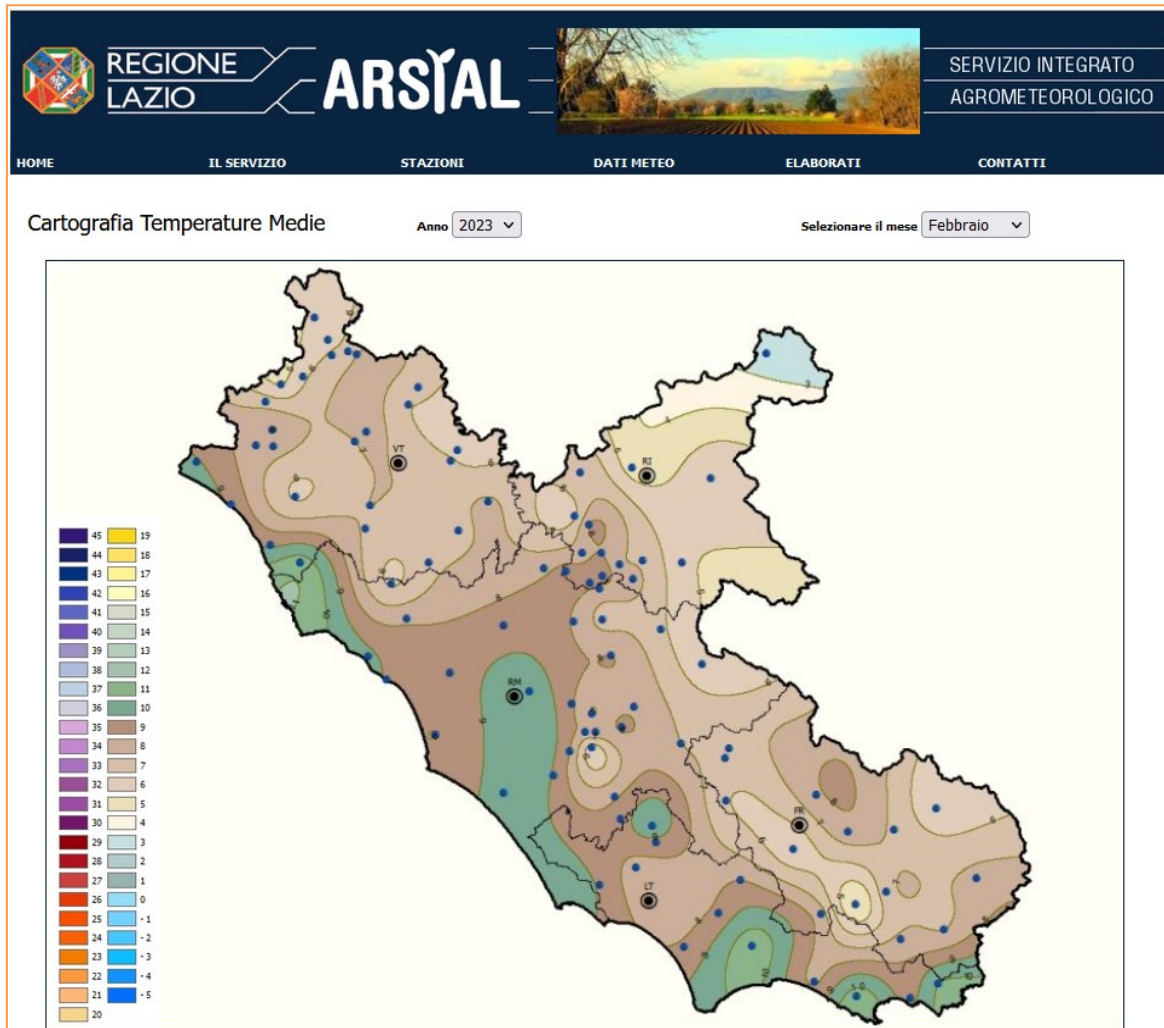 REGIONE
LAZIO
ARSIAL
SERVIZIO INTEGRATO
AGROMETEOROLOGICO
HOME IL SERVIZIO STAZIONI DATI METEO ELABORATI CONTATTI
Cartografia Temperature Medie Anno 2023 Selezionare il mese Febbraio
VT
RI
RM
FR
LT
45 19
44 18
43 17
42 16
41 15
40 14
39 13
38 12
37 11
36 10
35 9
34 8
33 7
32 6
31 5
30 4
29 3
28 2
27 1
26 0
25 - 1
24 - 2
23 - 3
22 - 4
21 - 5
20